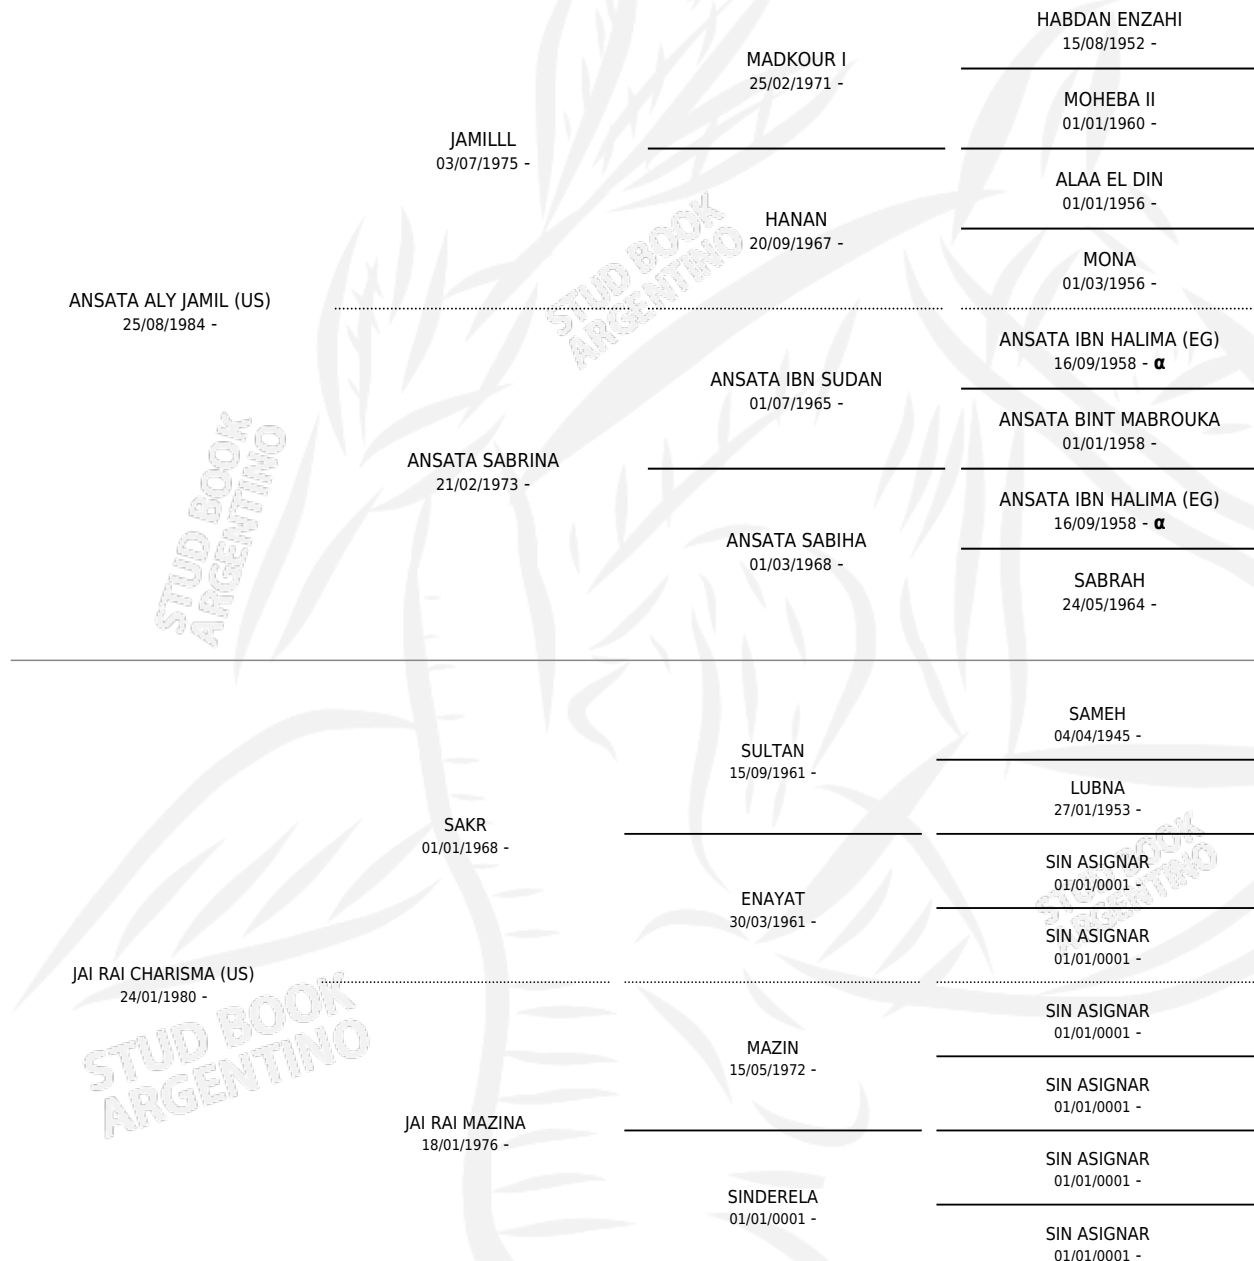 HABDAN ENZAHI
15/08/1952 -
MADKOUR I
25/02/1971 -
MOHEBA II
01/01/1960 -
JAMILLL
03/07/1975 -
ALAA EL DIN
01/01/1956 -
HANAN
20/09/1967 -
MONA
01/03/1956 -
ANSATA ALY JAMIL (US)
25/08/1984 -
ANSATA IBN HALIMA (EG)
16/09/1958 - α
ANSATA IBN SUDAN
01/07/1965 -
ANSATA BINT MABROUKA
01/01/1958 -
ANSATA SABRINA
21/02/1973 -
ANSATA IBN HALIMA (EG)
16/09/1958 - α
ANSATA SABIHA
01/03/1968 -
SABRAH
24/05/1964 -
SAMEH
04/04/1945 -
SULTAN
15/09/1961 -
LUBNA
27/01/1953 -
SAKR
01/01/1968 -
SIN ASIGNAR
01/01/0001 -
ENAYAT
30/03/1961 -
SIN ASIGNAR
01/01/0001 -
JAI RAI CHARISMA (US)
24/01/1980 -
SIN ASIGNAR
01/01/0001 -
MAZIN
15/05/1972 -
SIN ASIGNAR
01/01/0001 -
JAI RAI MAZINA
18/01/1976 -
SIN ASIGNAR
01/01/0001 -
SINDERELA
01/01/0001 -
SIN ASIGNAR
01/01/0001 -
STUD BOOK
ARGENTINO
STUD BOOK
ARGENTINO
STUD BOOK
ARGENTINO
STUD BOOK
ARGENTINO